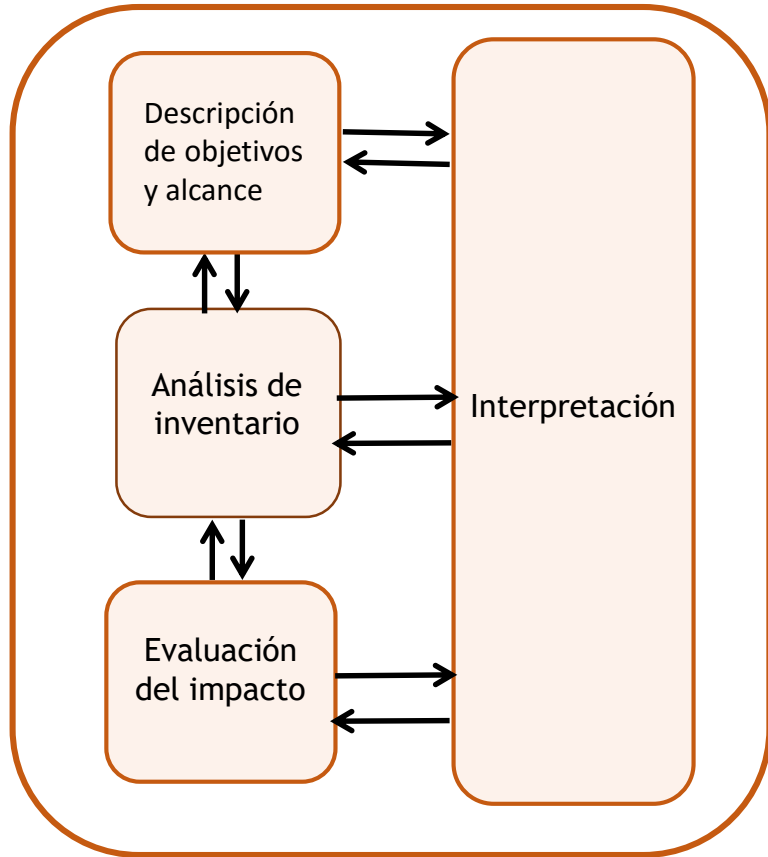 Descripción
de objetivos
y alcance
Análisis de
inventario
Interpretación
Evaluación
del impacto